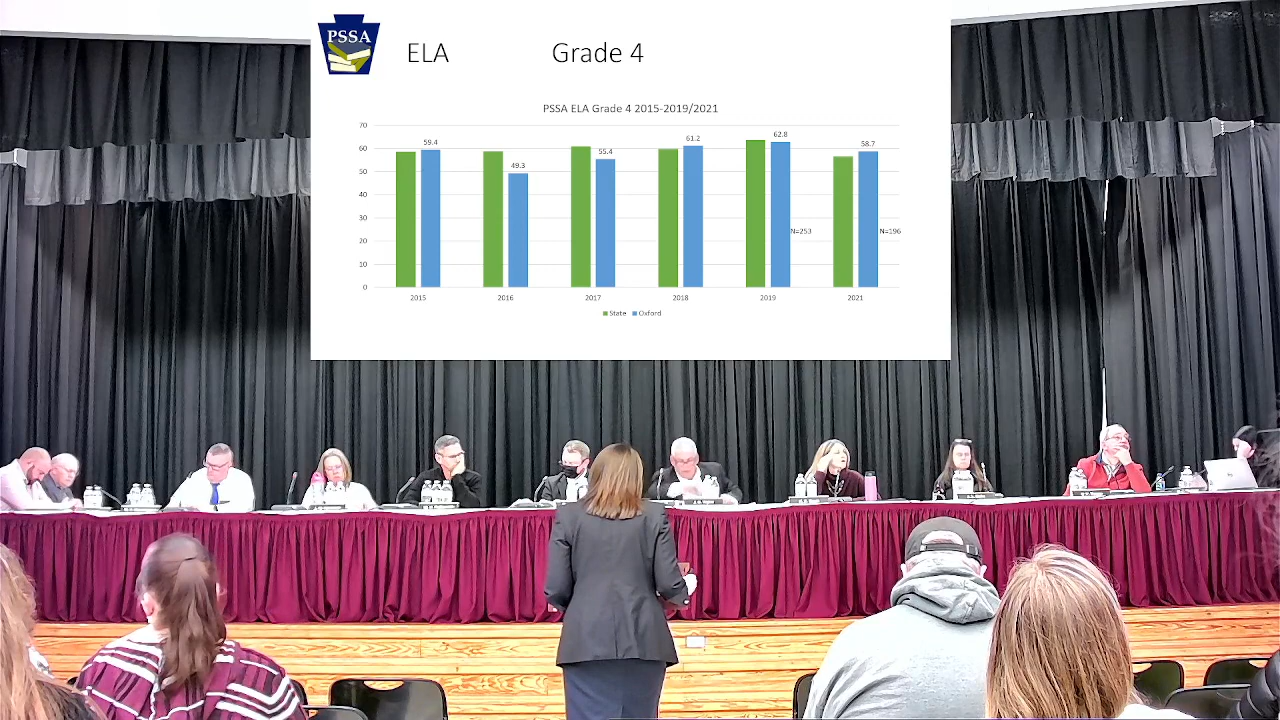 PSSA
ELA Grade 4
PSSA ELA Grade 4 2015-2019/2021
70
60
50
40
30
20
10
0
59.4
49.3
55.4
61.2
62.8
58.7
N=253
N=196
2015 2016 2017 2018 2019 2021
State Oxford